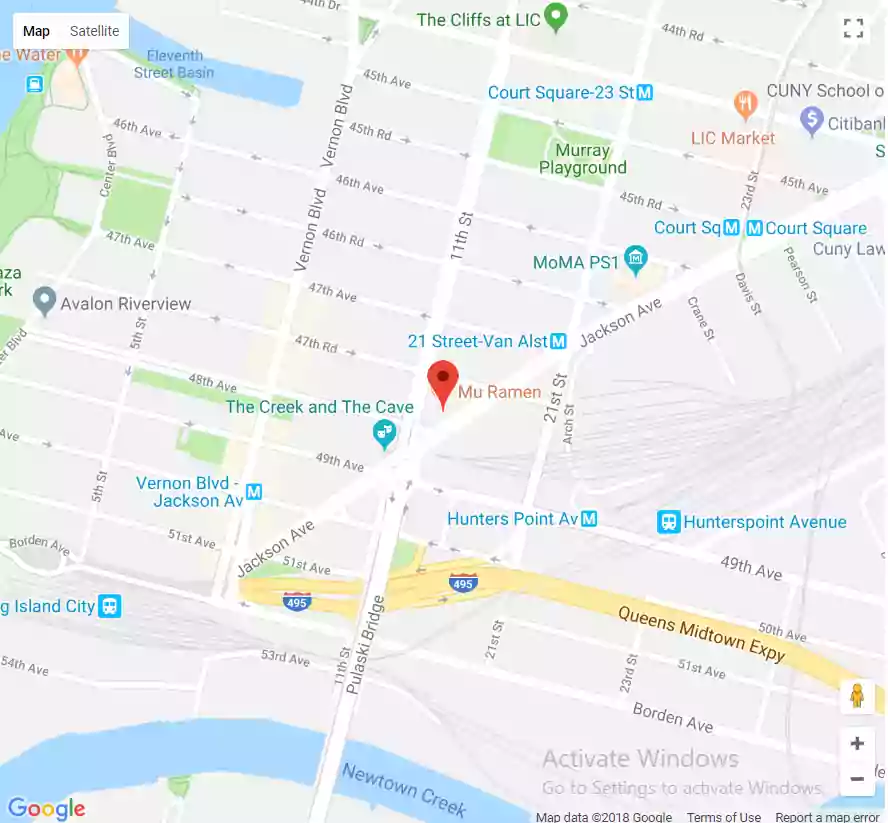 44th Dr
The Cliffs at LIC
44th Rd
Map Satellite
e Water
Eleventh
Street Basin
45th Ave
Court Square-23 St M
CUNY School o
Citiban
LIC Market
Vernon Blvd
46th Ave
45th Rd
Murray
Playground
Center Blvd
46th Ave
45th Rd
45th Ave
23rd St
S
11th St
Vernon Blvd
47th Ave
46th Rd
Court Sq M
M Court Square
Cuny Law
MoMA PS1
Pearson St
Davis St
aza
rk
Avalon Riverview
47th Ave
Crane St
Jackson Ave
5th St
47th Rd
21 Street-Van Alst M
er Blvd
48th Ave
Mu Ramen
21st St
Arch St
The Creek and The Cave
5th St
49th Ave
Vernon Blvd -
Jackson Av M
Hunters Point Av M
Hunterspoint Avenue
51st Ave
Jackson Ave
Borden Ave
51st Ave
49th Ave
495
495
g Island City
Queens Midtown Expy
50th Ave
Pulaski Bridge
11th St
21st St
53rd Ave
54th Ave
23rd St
51st Ave
Borden Ave
Newtown Creek
Activate Windows
Go to Settings to activate Windows.
Google
Map data ©2018 Google Terms of Use Report a map error